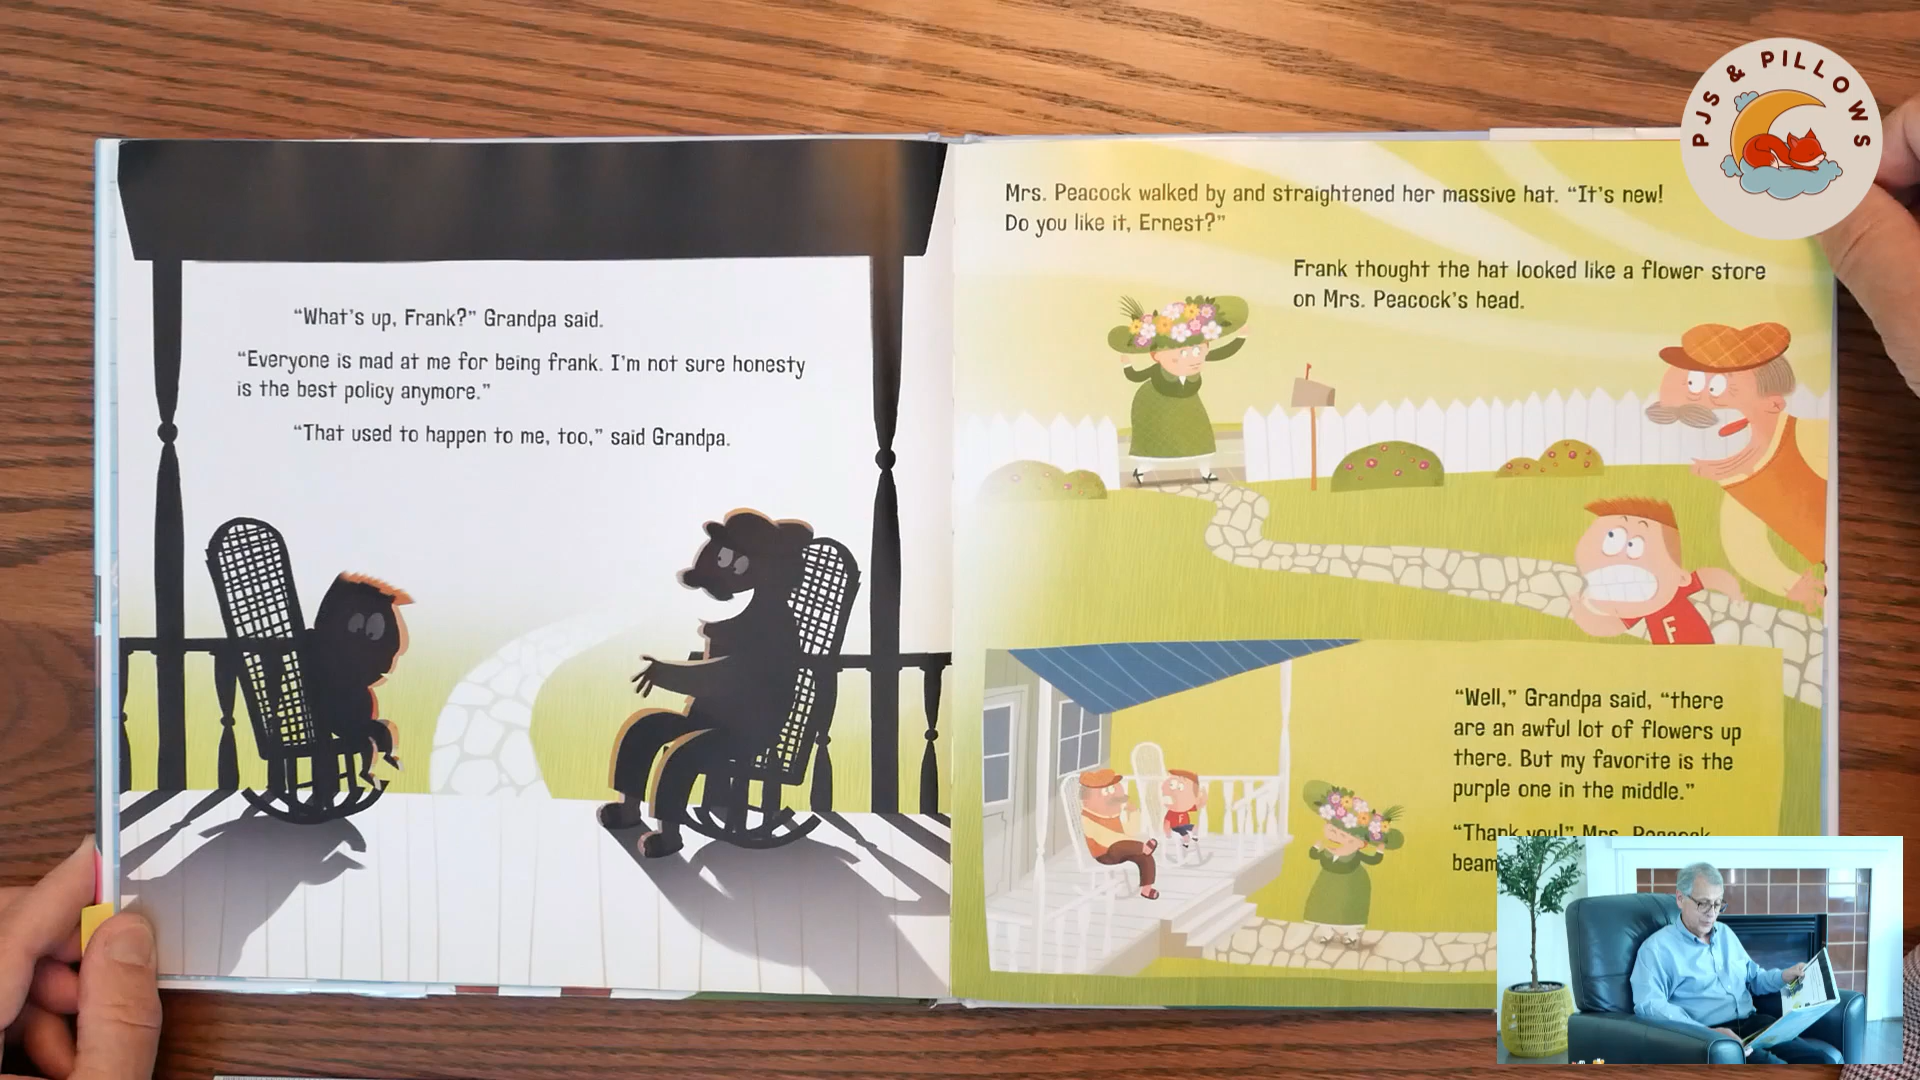 “What’s up, Frank?” Grandpa said.
“Everyone is mad at me for being frank. I’m not sure honesty
is the best policy anymore.”
“That used to happen to me, too,” said Grandpa.
Mrs. Peacock walked by and straightened her massive hat. “It’s new!
Do you like it, Ernest?”
Frank thought the hat looked like a flower store
on Mrs. Peacock’s head.
F
“Well,” Grandpa said, “there
are an awful lot of flowers up
there. But my favorite is the
purple one in the middle.”
“Thank you!” Mrs. Peacock
PJS & PILLOWS